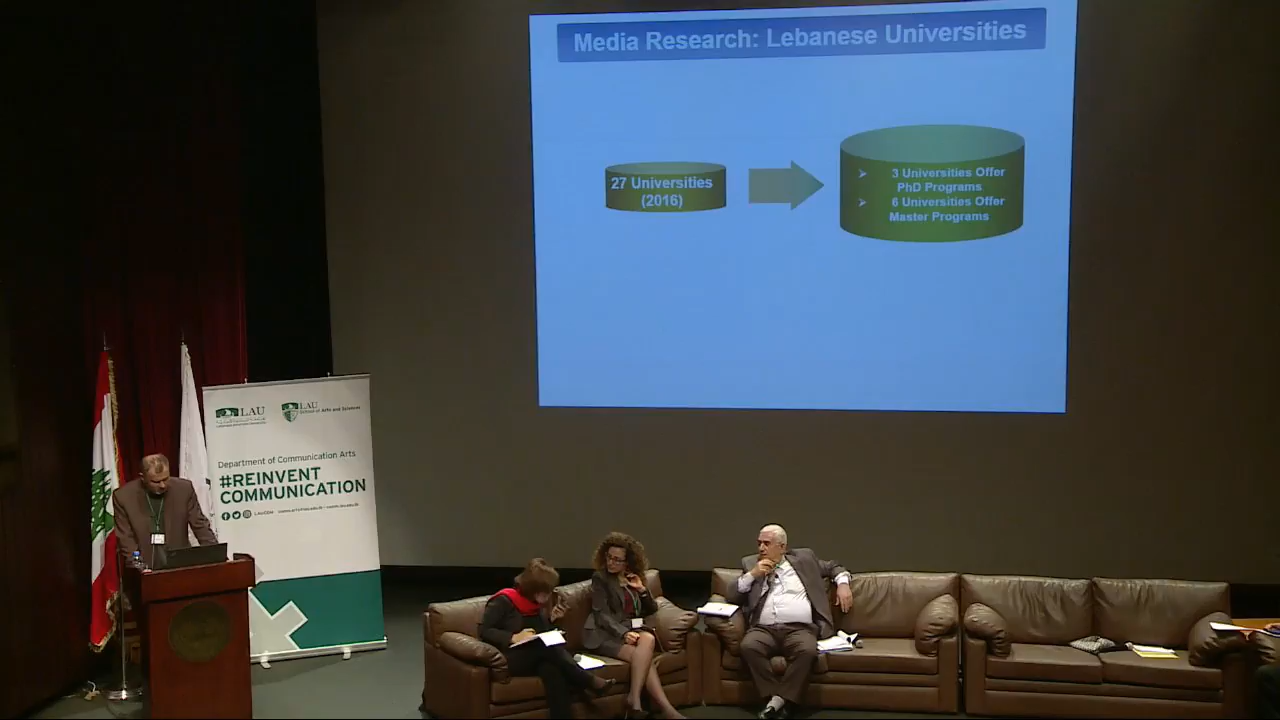 Media Research: Lebanese Universities
27 Universities
(2016)
➢ 3 Universities Offer
PhD Programs
➢ 6 Universities Offer
Master Programs
LAU
LAU
School of Arts and Sciences
Department of Communication Arts
#REINVENT
COMMUNICATION